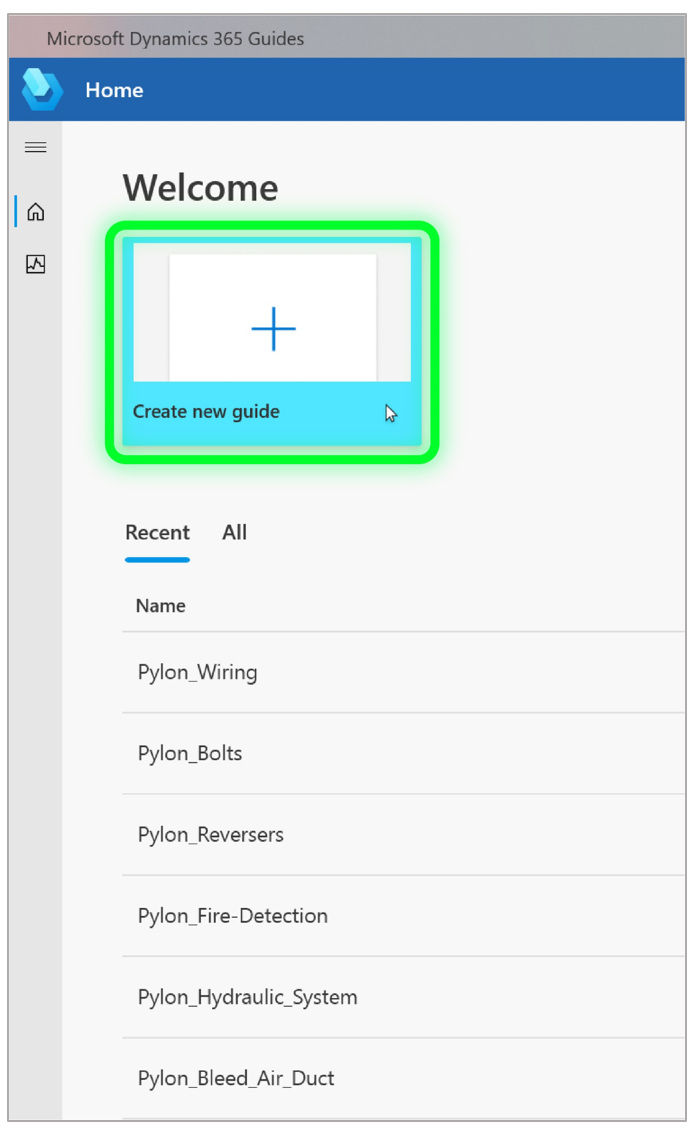 Microsoft Dynamics 365 Guides
Home
Welcome
Create new guide
Recent All
Name
Pylon_Wiring
Pylon_Bolts
Pylon_Reversers
Pylon_Fire-Detection
Pylon_Hydraulic_System
Pylon_Bleed_Air_Duct